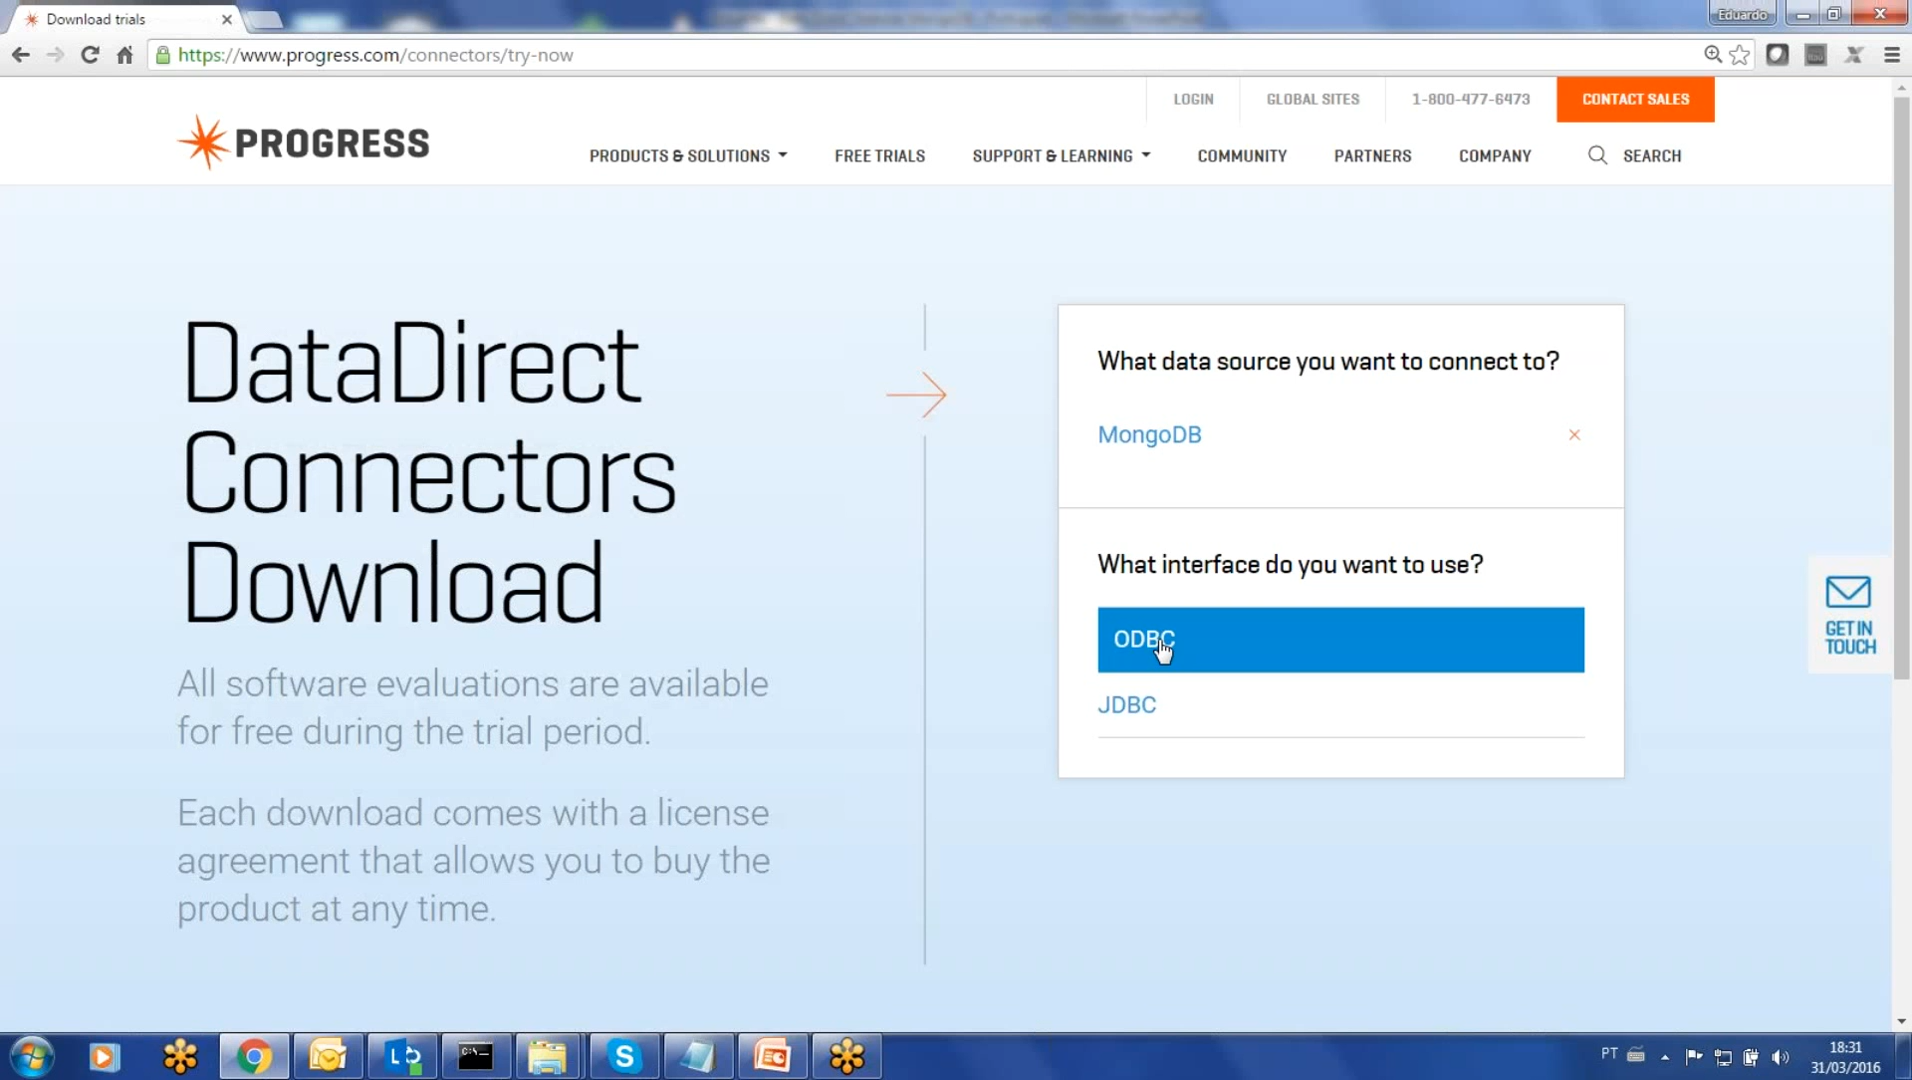 Download trials
Eduardo
https://www.progress.com/connectors/try-now
LOGIN
GLOBAL SITES
1-800-477-6473
CONTACT SALES
PROGRESS
PRODUCTS & SOLUTIONS
FREE TRIALS
SUPPORT & LEARNING
COMMUNITY
PARTNERS
COMPANY
SEARCH
DataDirect
Connectors
Download
All software evaluations are available
for free during the trial period.
Each download comes with a license
agreement that allows you to buy the
product at any time.
What data source you want to connect to?
MongoDB
What interface do you want to use?
ODBC
JDBC
GET IN
TOUCH
PT
18:31
31/03/2016